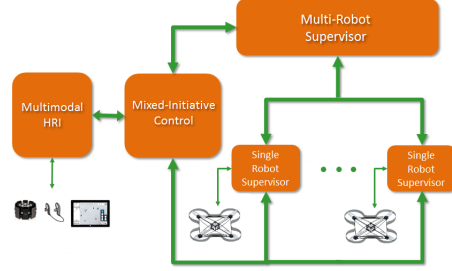 Multi-Robot
Supervisor
Multimodal
HRI
Mixed-Initiative
Control
Single
Robot
Supervisor
Single
Robot
Supervisor